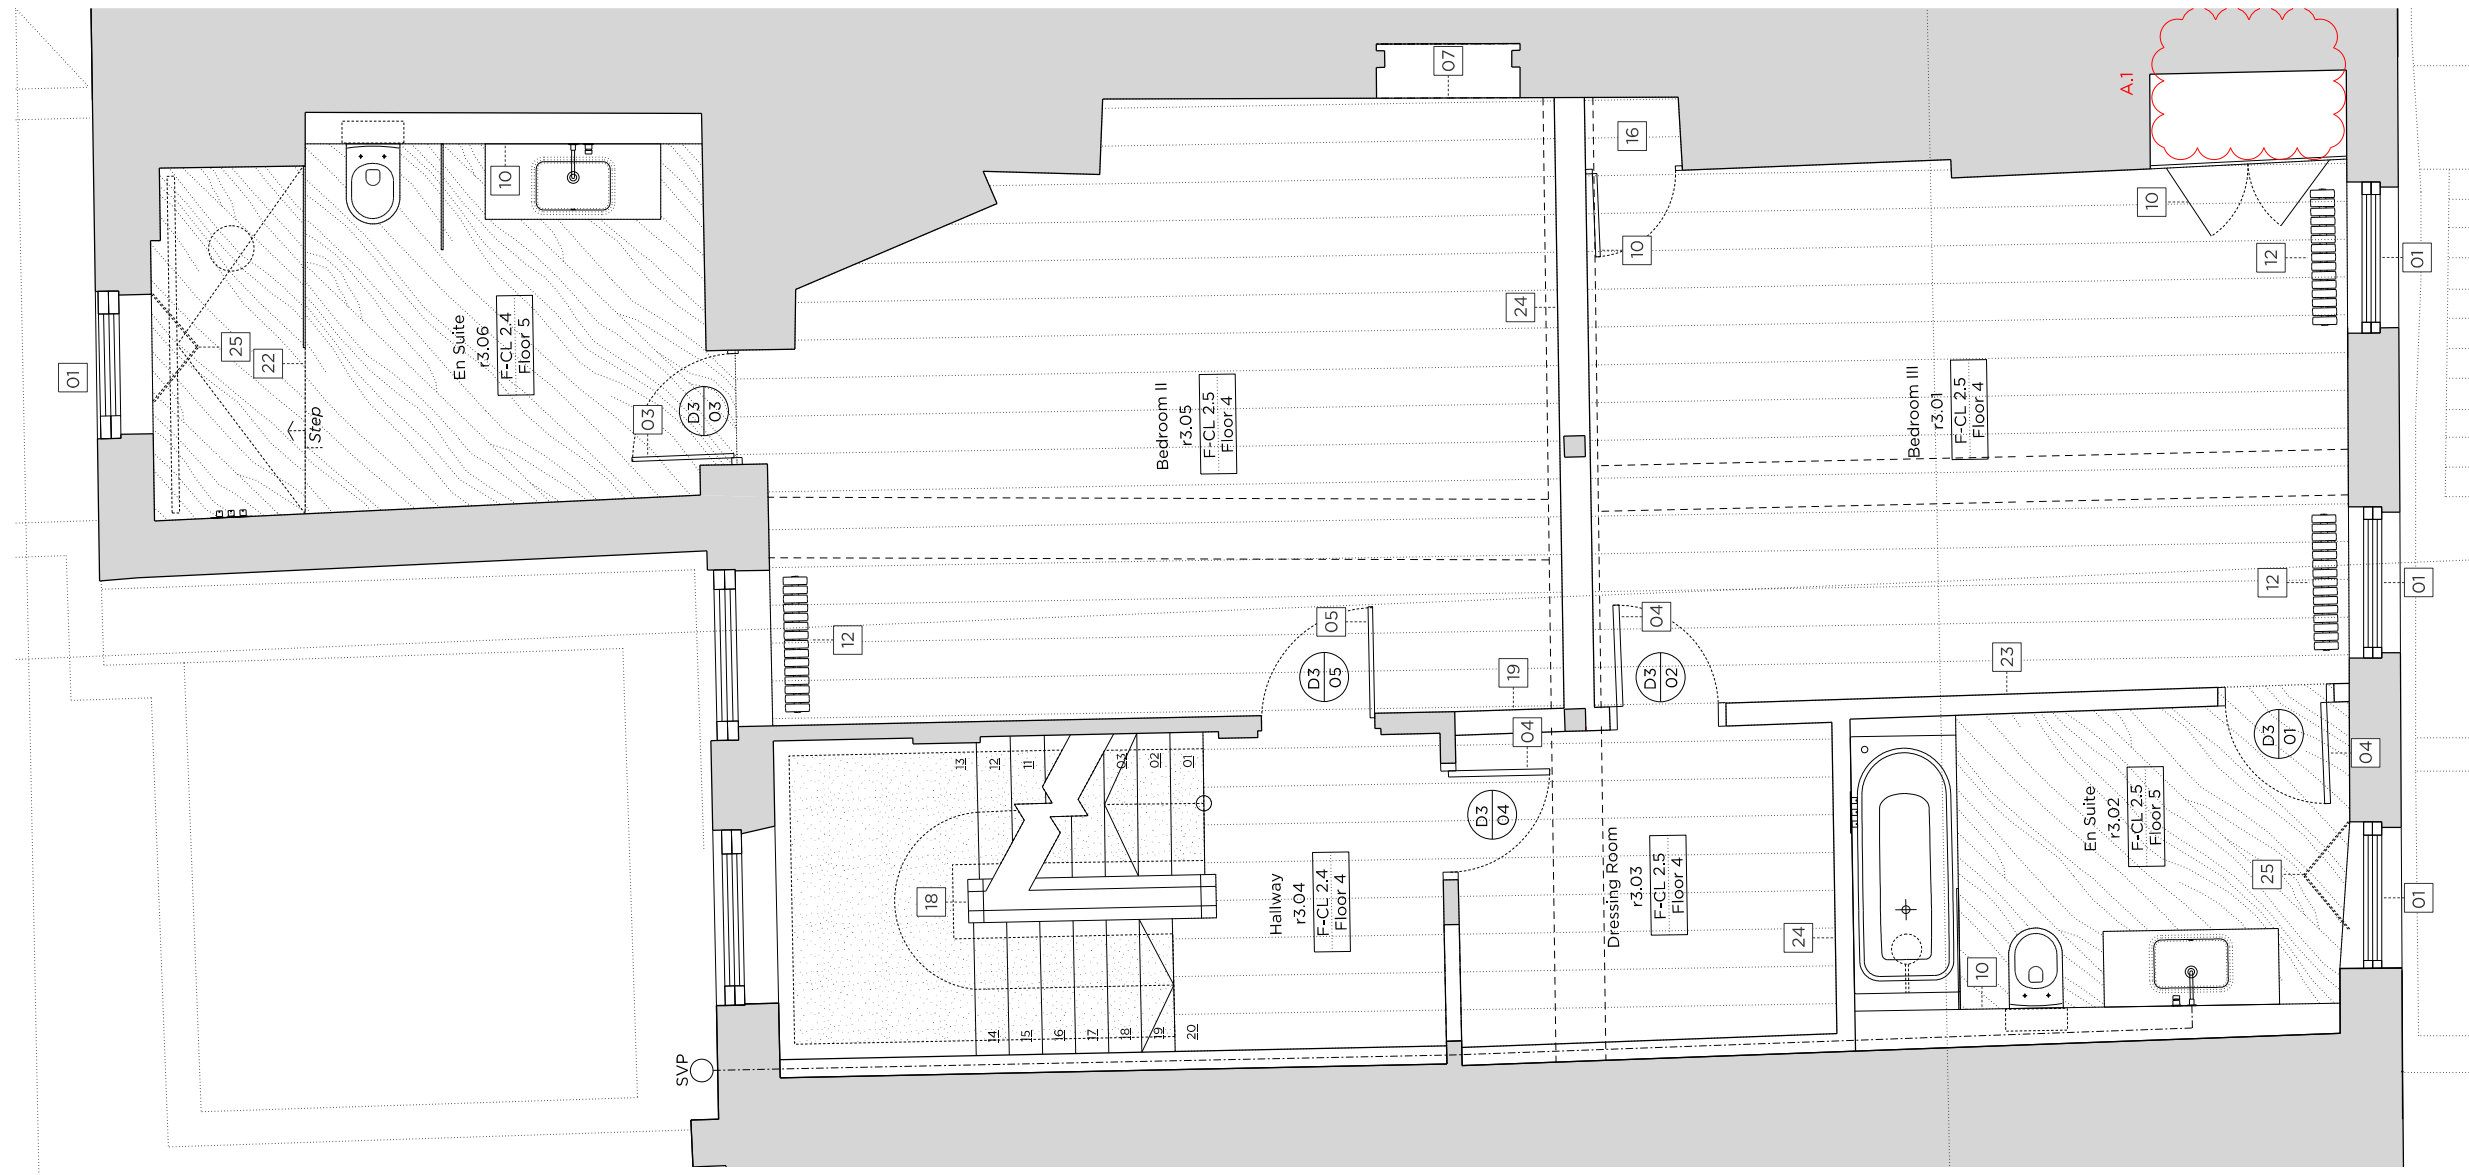 A.1
07
16
10
10
10
12
01
01
25
22
Step
En Suite
r3.06
F-CL 2.4
Floor 5
03
D3
03
24
Bedroom II
r3.05
F-CL 2.5
Floor 4
Bedroom III
r3.01
F-CL 2.5
Floor 4
12
05
D3
05
19
04
D3
02
12
01
23
04
D3
04
D3
01
04
13
12
11
03
02
01
18
14
15
16
17
18
19
20
Hallway
r3.04
F-CL 2.4
Floor 4
Dressing Room
r3.03
F-CL 2.5
Floor 4
24
En Suite
r3.02
F-CL 2.5
Floor 5
25
01
10
SVP